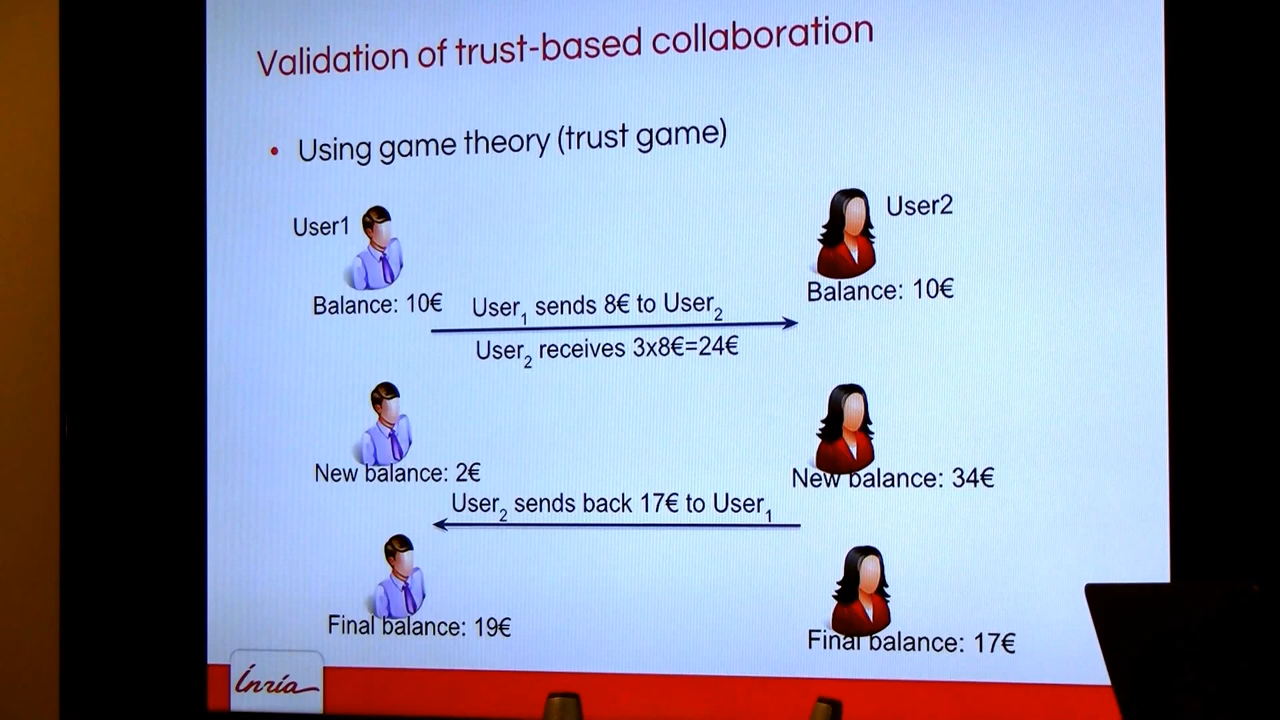 Validation of trust-based collaboration
• Using game theory (trust game)
User1
User2
Balance: 10€
Balance: 10€
User1 sends 8€ to User2
User2 receives 3x8€=24€
New balance: 2€
New balance: 34€
User2 sends back 17€ to User1
Final balance: 19€
Final balance: 17€
Inria